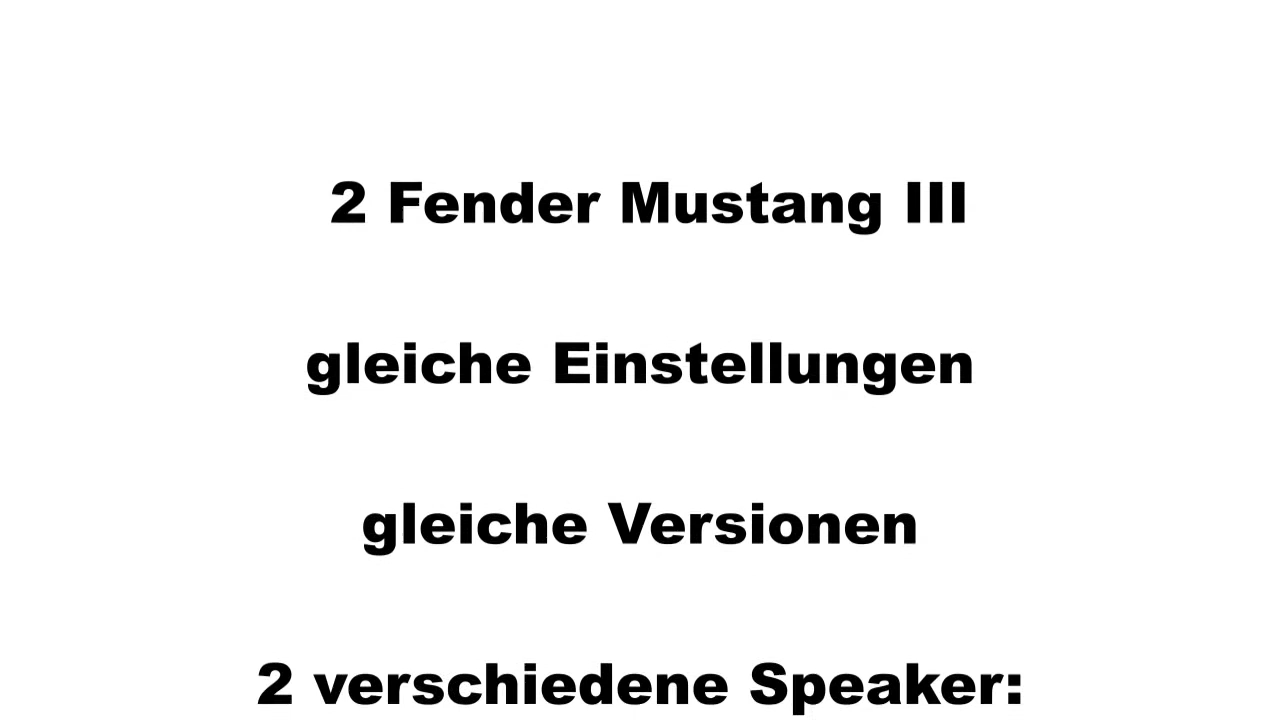 2 Fender Mustang III
gleiche Einstellungen
gleiche Versionen
2 verschiedene Speaker: